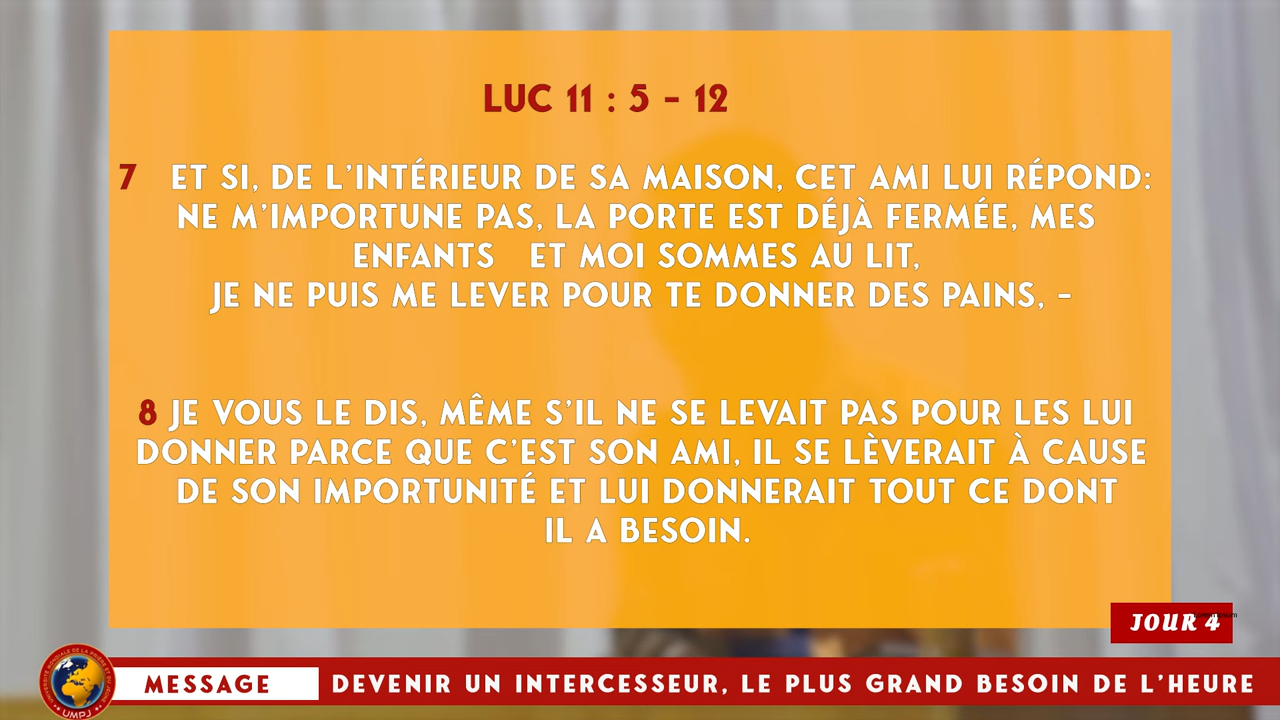 LUC 11 : 5 - 12
7 ET SI, DE L'INTÉRIEUR DE SA MAISON, CET AMI LUI RÉPOND:
NE M'IMPORTUNE PAS, LA PORTE EST DÉJÀ FERMÉE, MES
ENFANTS ET MOI SOMMES AU LIT,
JE NE PUIS ME LEVER POUR TE DONNER DES PAINS, -
8 JE VOUS LE DIS, MÊME S'IL NE SE LEVAIT PAS POUR LES LUI
DONNER PARCE QUE C'EST SON AMI, IL SE LÈVERAIT À CAUSE
DE SON IMPORTUNITÉ ET LUI DONNERAIT TOUT CE DONT
IL A BESOIN.
JOUR 4
MESSAGE
DEVENIR UN INTERCESSEUR, LE PLUS GRAND BESOIN DE L'HEURE
UMPJ